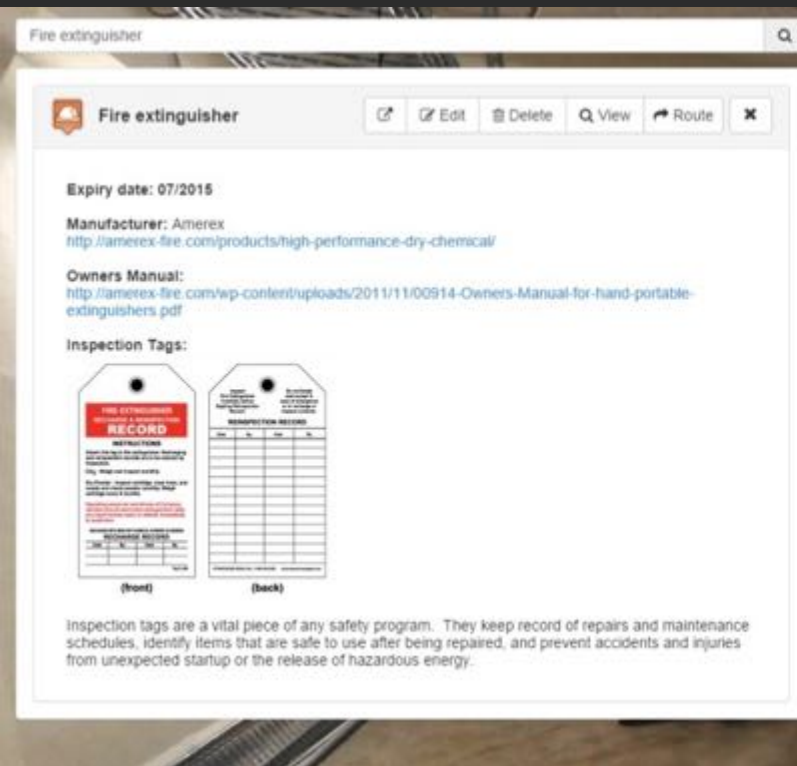 Fire extinguisher
Fire extinguisher
Edit Delete View Route
Expiry date: 07/2015
Manufacturer: Amerex
http://amerex-fire.com/products/high-performance-dry-chemical/
Owners Manual:
http://amerex-fire.com/wp-content/uploads/2011/11/00914-Owners-Manual-for-hand-portable-
extinguishers.pdf
Inspection Tags:
FIRE EXTINGUISHER
RECHARGE & REINSPECTION
RECORD
INSTRUCTIONS
RECHARGE RECORD
REINSPECTION RECORD
(front) (back)
Inspection tags are a vital piece of any safety program. They keep record of repairs and maintenance
schedules, identify items that are safe to use after being repaired, and prevent accidents and injuries
from unexpected startup or the release of hazardous energy.